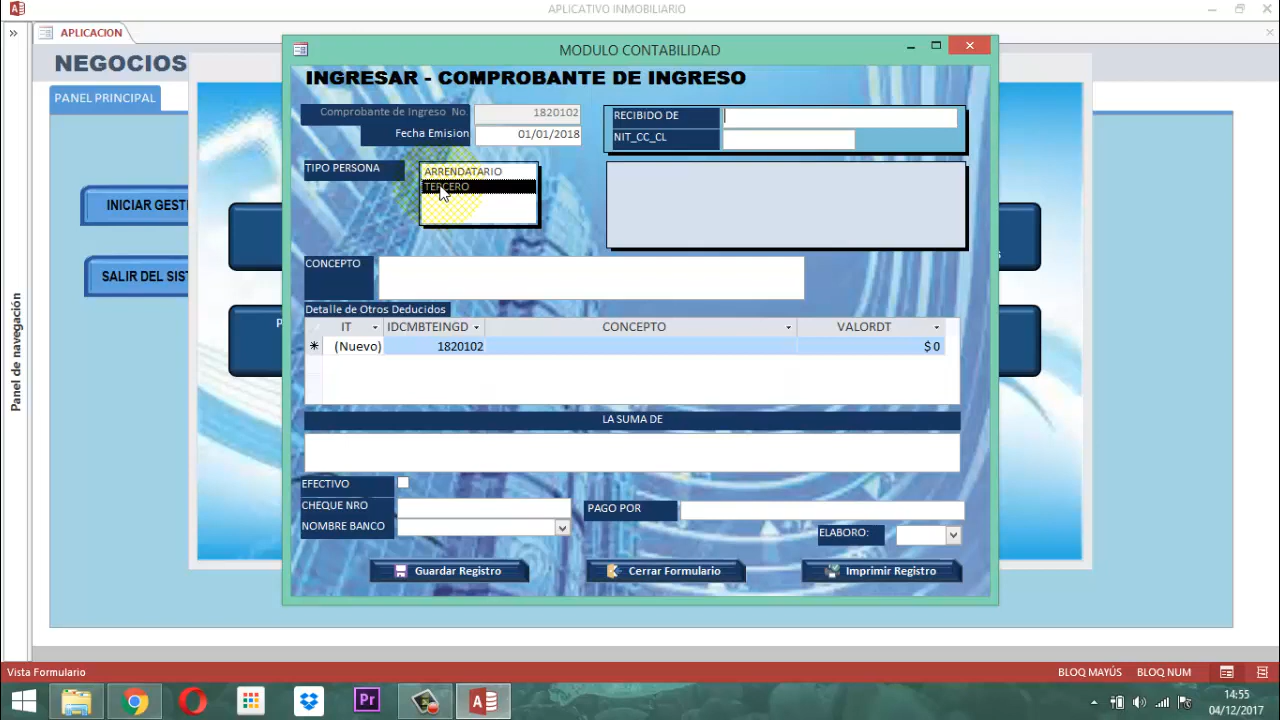 APLICATIVO INMOBILIARIO
APLICACION
NEGOCIOS
PANEL PRINCIPAL
INICIAR GESTI
SALIR DEL SIST
Panel de navegación
MODULO CONTABILIDAD
INGRESAR - COMPROBANTE DE INGRESO
Comprobante de Ingreso No. 1820102
Fecha Emision 01/01/2018
RECIBIDO DE
NIT_CC_CL
TIPO PERSONA
ARRENDATARIO
TERCERO
CONCEPTO
Detalle de Otros Deducidos
IT IDCMBTEINGD CONCEPTO VALORDT
(Nuevo) 1820102 $ 0
LA SUMA DE
EFECTIVO
CHEQUE NRO
NOMBRE BANCO
PAGO POR
ELABORO:
Guardar Registro Cerrar Formulario Imprimir Registro
Vista Formulario BLOQ MAYÚS BLOQ NUM
Pr
14:55
04/12/2017